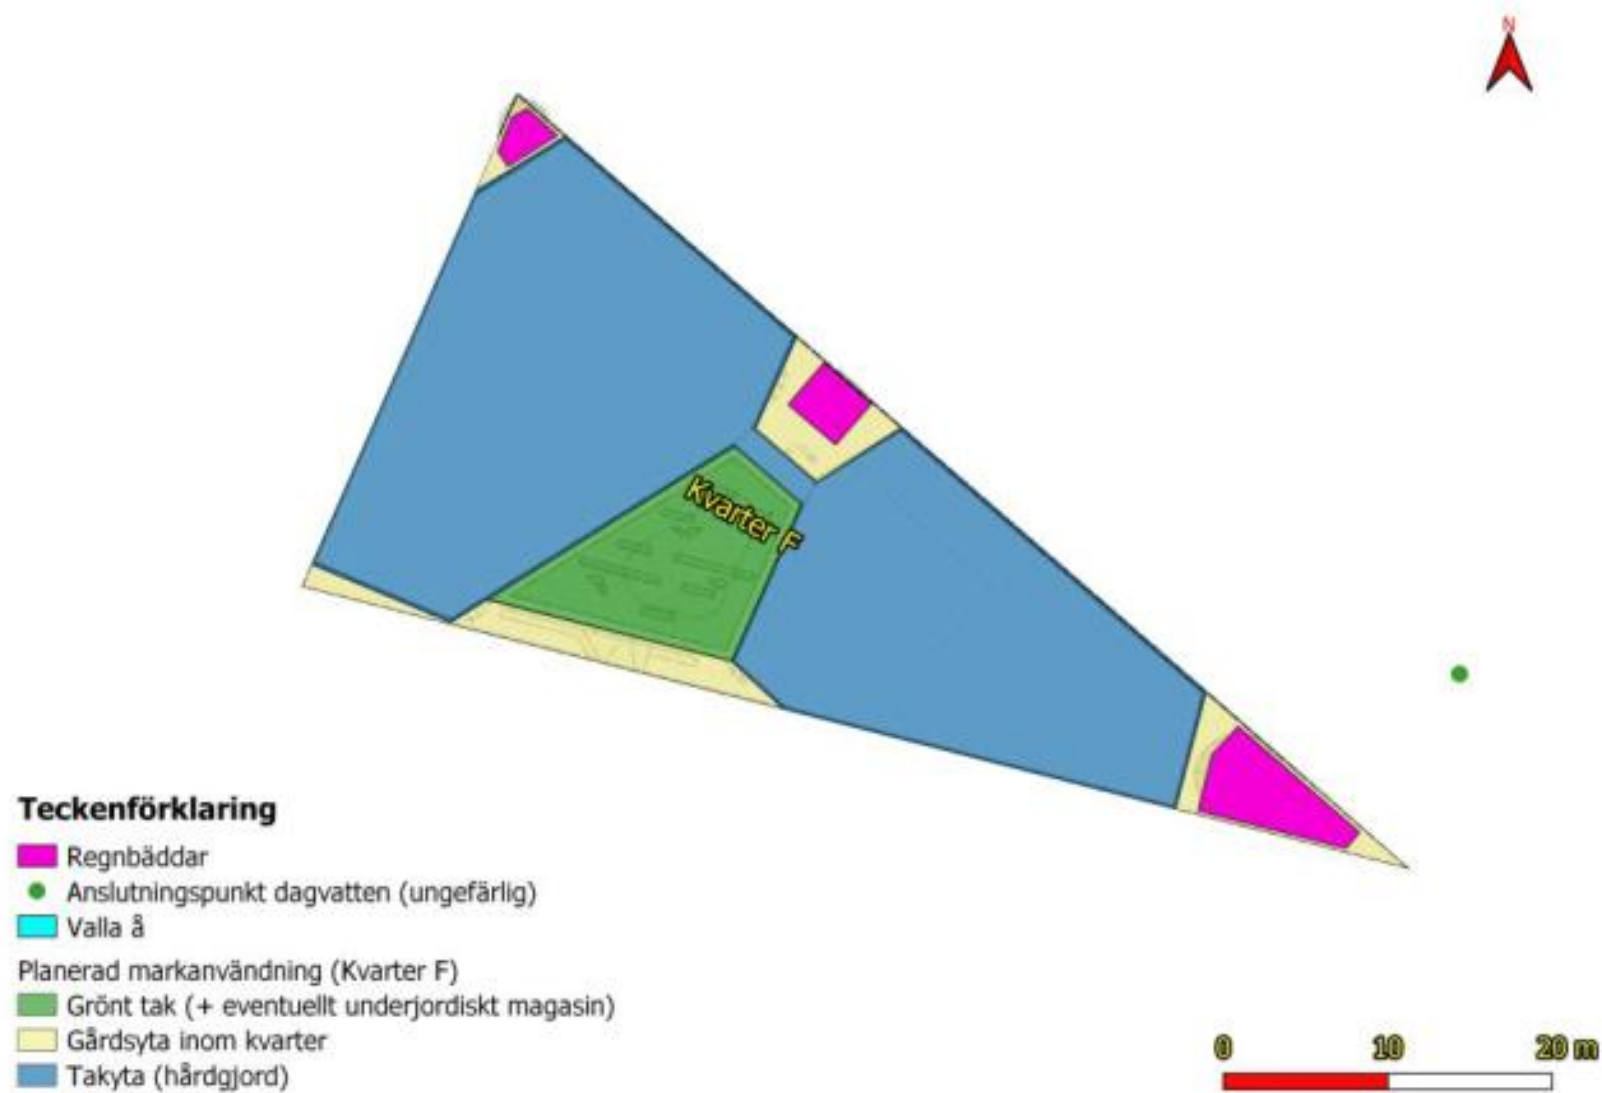 N
Kvarter F
Teckenförklaring
Regnbäddar
Anslutningspunkt dagvatten (ungefärlig)
Valla å
Planerad markanvändning (Kvarter F)
Grönt tak (+ eventuellt underjordiskt magasin)
Gårdsyta inom kvarter
Takyta (hårdgjord)
0 10 20 m